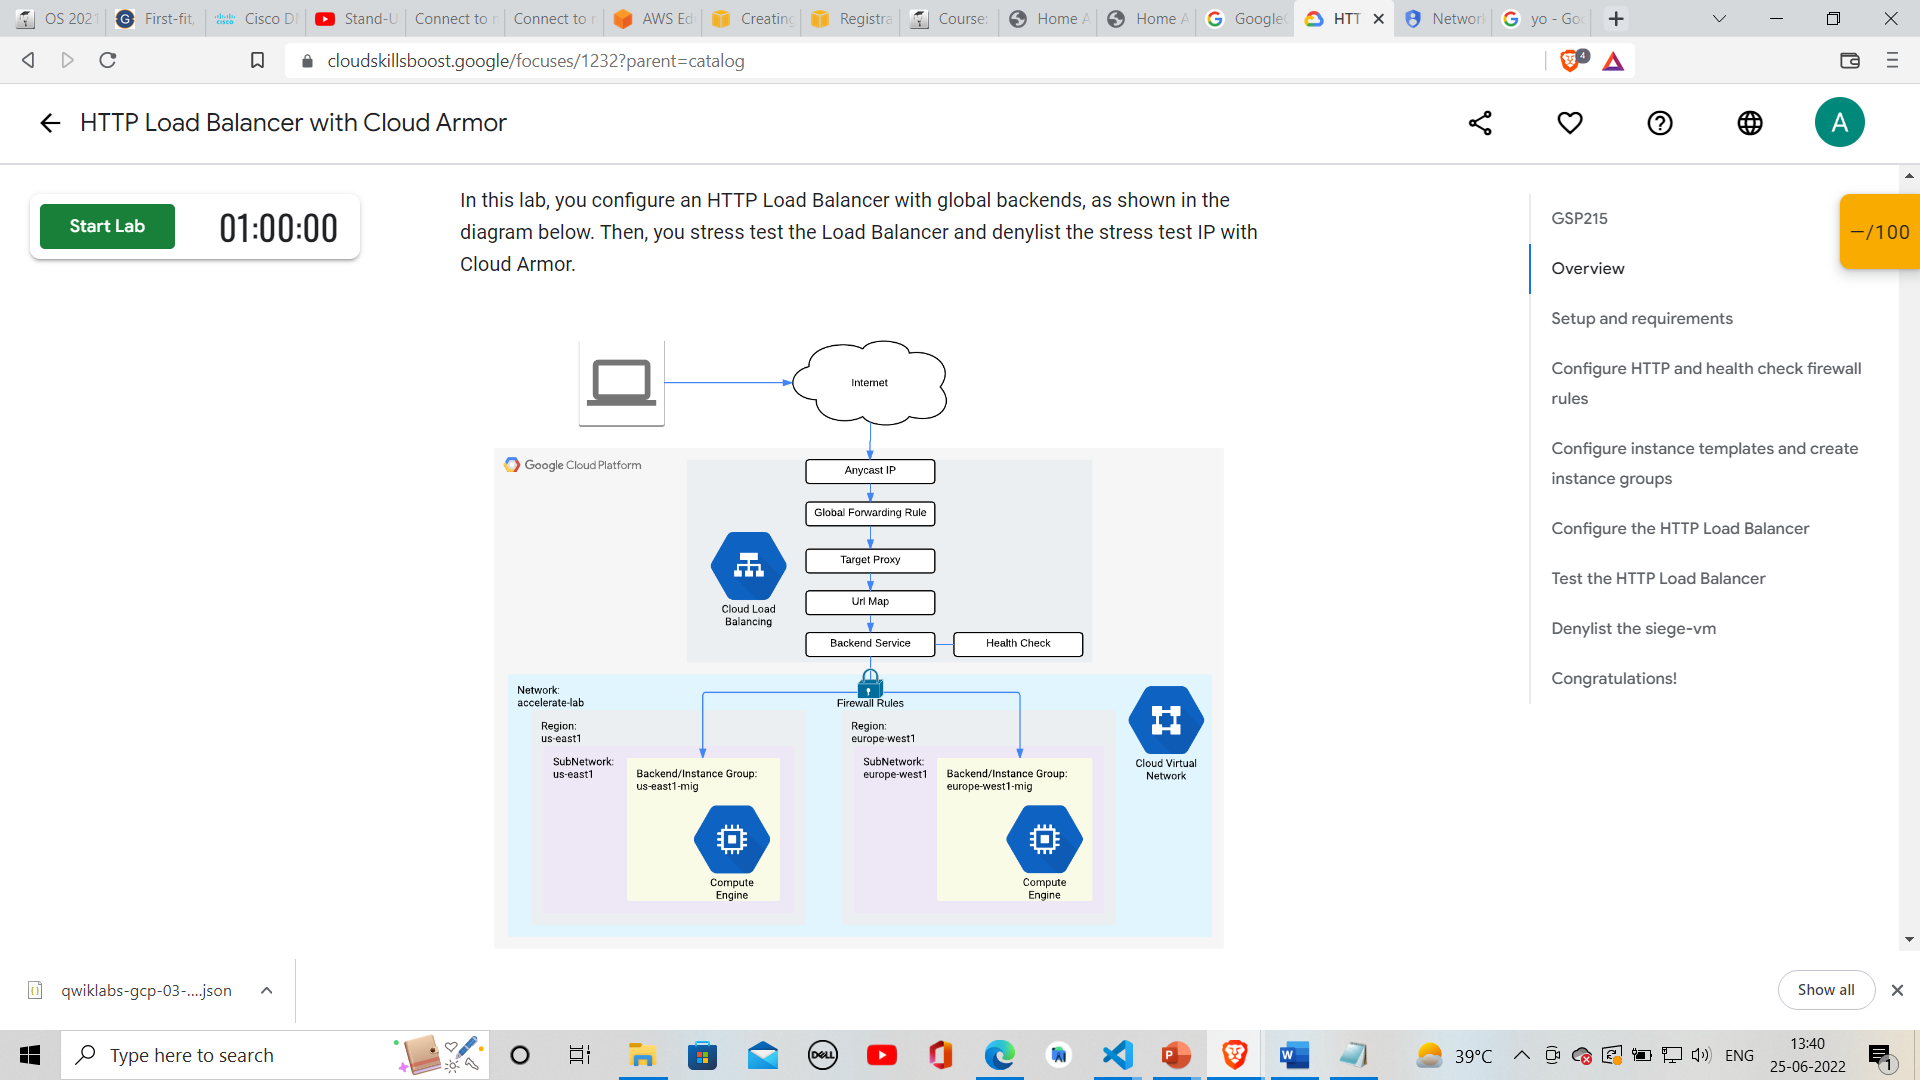 OS 2021
First-fit,
Cisco D
Stand-U
Connect to
Connect to
AWS Ed
Creating
Registra
Course:
Home A
Home A
Google
HTT
Network
yo - Goo
cloudskillsboost.google/focuses/1232?parent=catalog
4
HTTP Load Balancer with Cloud Armor
A
Start Lab
01:00:00
In this lab, you configure an HTTP Load Balancer with global backends, as shown in the
diagram below. Then, you stress test the Load Balancer and denylist the stress test IP with
Cloud Armor.
Internet
Google Cloud Platform
Anycast IP
Global Forwarding Rule
Target Proxy
Url Map
Backend Service
Health Check
Cloud Load
Balancing
Network:
accelerate-lab
Firewall Rules
Region:
us-east1
SubNetwork:
us-east1
Backend/Instance Group:
us-east1-mig
Compute
Engine
Region:
europe-west1
SubNetwork:
europe-west1
Backend/Instance Group:
europe-west1-mig
Compute
Engine
Cloud Virtual
Network
GSP215
Overview
Setup and requirements
Configure HTTP and health check firewall
rules
Configure instance templates and create
instance groups
Configure the HTTP Load Balancer
Test the HTTP Load Balancer
Denylist the siege-vm
Congratulations!
—/100
qwiklabs-gcp-03-....json
Show all
Type here to search
DELL
39°C
ENG
13:40
25-06-2022
1